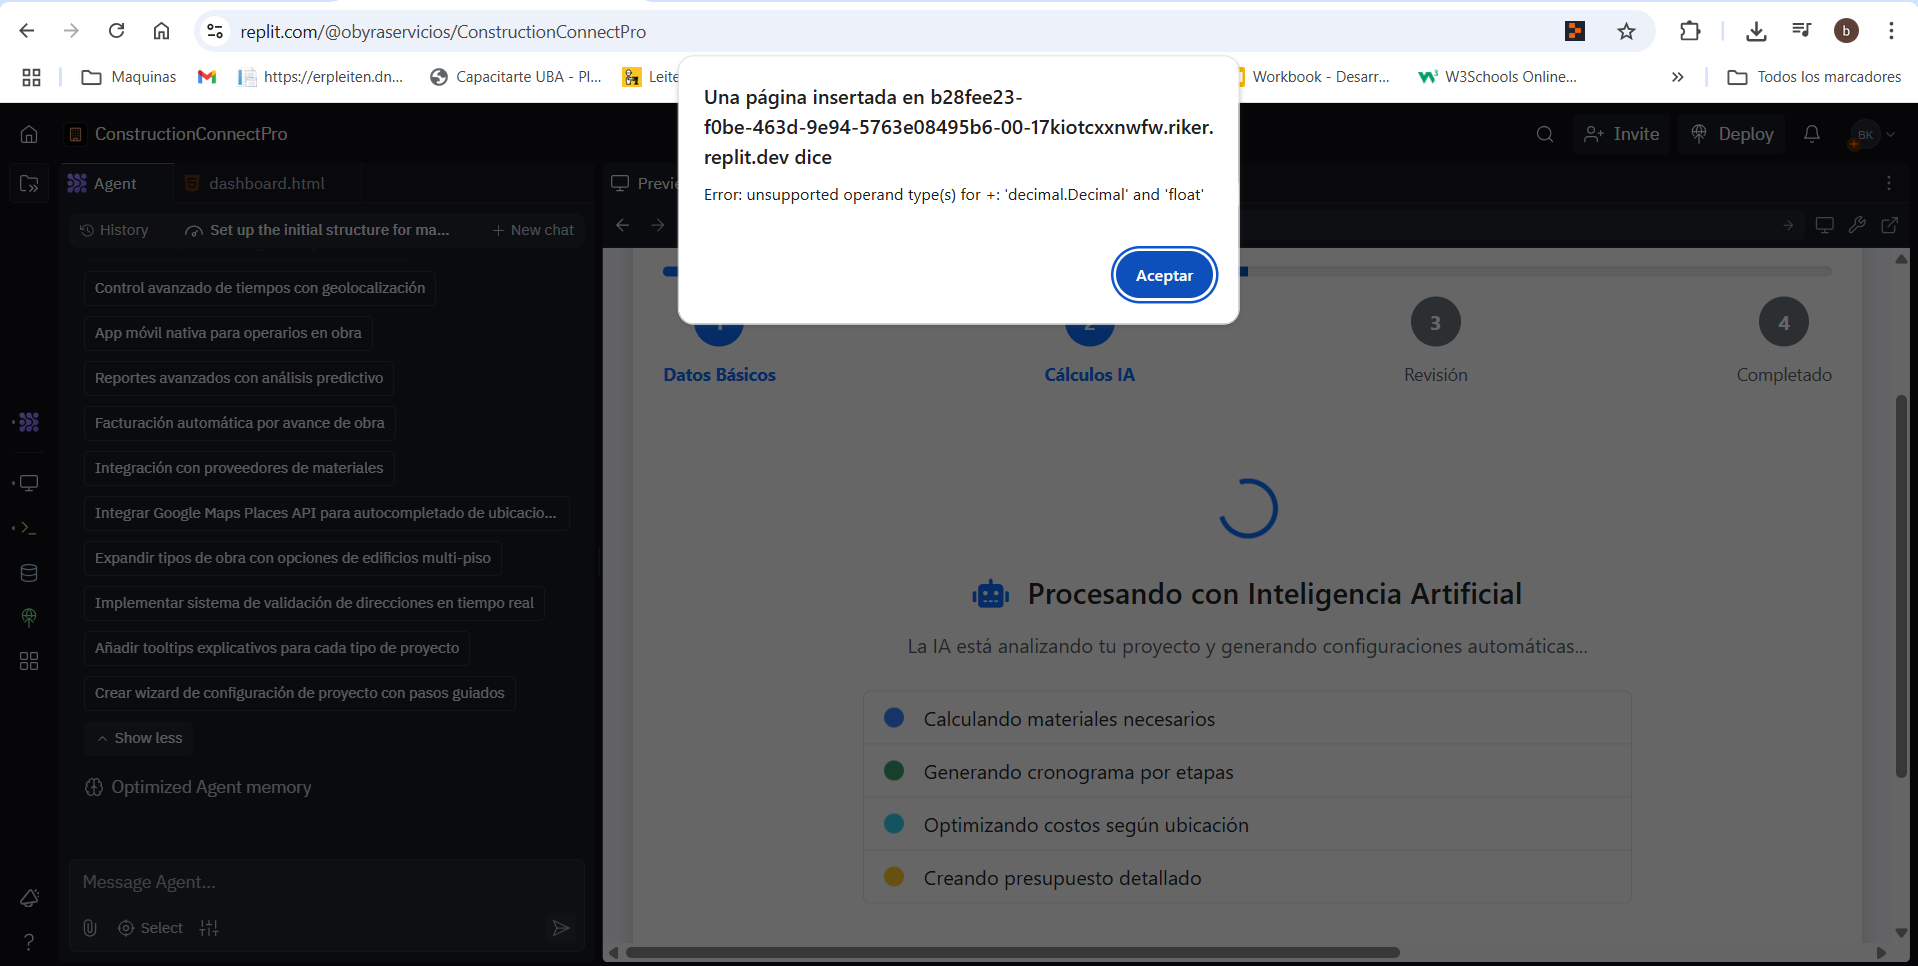 replit.com/@obyraservicios/ConstructionConnectPro
b
Maquinas
https://erpleiten.dn...
Capacitarte UBA - Pl...
Leite
Workbook - Desarr...
W3Schools Online...
»
Todos los marcadores
Una página insertada en b28fee23-
f0be-463d-9e94-5763e08495b6-00-17kiotcxxnwfw.riker.
replit.dev dice
Error: unsupported operand type(s) for +: 'decimal.Decimal' and 'float'
Aceptar
ConstructionConnectPro
Invite
Deploy
BK
Agent
dashboard.html
Previe
History
Set up the initial structure for ma...
+ New chat
Control avanzado de tiempos con geolocalización
App móvil nativa para operarios en obra
Reportes avanzados con análisis predictivo
Facturación automática por avance de obra
Integración con proveedores de materiales
Integrar Google Maps Places API para autocompletado de ubicacio...
Expandir tipos de obra con opciones de edificios multi-piso
Implementar sistema de validación de direcciones en tiempo real
Añadir tooltips explicativos para cada tipo de proyecto
Crear wizard de configuración de proyecto con pasos guiados
Show less
Optimized Agent memory
Message Agent...
Select
?
1
2
3
4
Datos Básicos
Cálculos IA
Revisión
Completado
Procesando con Inteligencia Artificial
La IA está analizando tu proyecto y generando configuraciones automáticas...
Calculando materiales necesarios
Generando cronograma por etapas
Optimizando costos según ubicación
Creando presupuesto detallado